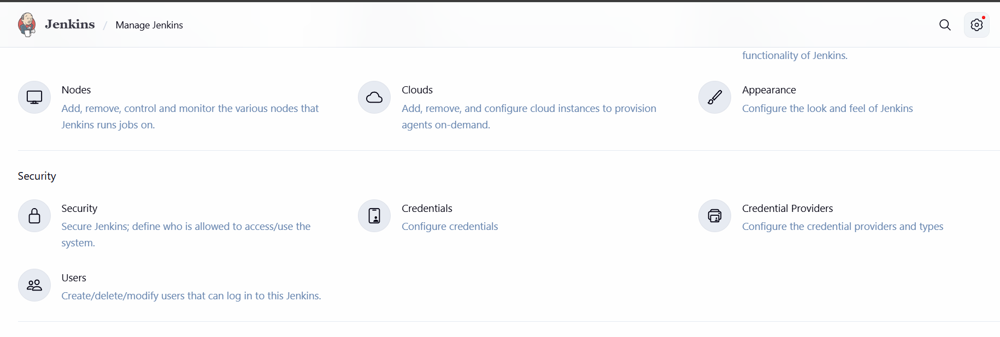 Jenkins / Manage Jenkins
functionality of Jenkins.
Nodes
Add, remove, control and monitor the various nodes that
Jenkins runs jobs on.
Clouds
Add, remove, and configure cloud instances to provision
agents on-demand.
Appearance
Configure the look and feel of Jenkins
Security
Security
Secure Jenkins; define who is allowed to access/use the
system.
Credentials
Configure credentials
Credential Providers
Configure the credential providers and types
Users
Create/delete/modify users that can log in to this Jenkins.